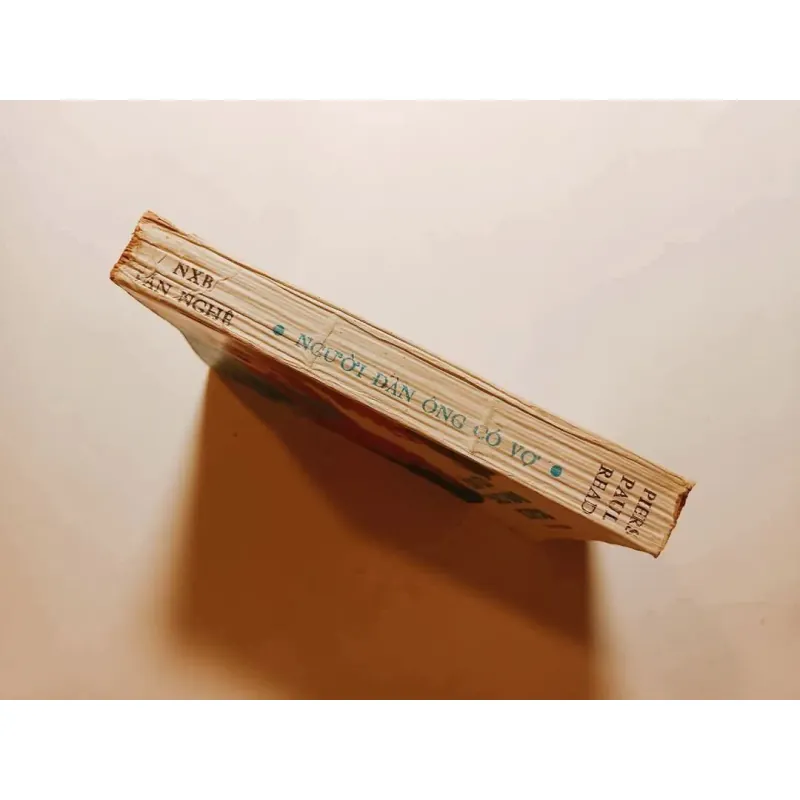 PIERS
PAUL
READ
• NGƯỜI ĐÀN ÔNG CÓ VỢ •
NXB
VĂN NGHỆ